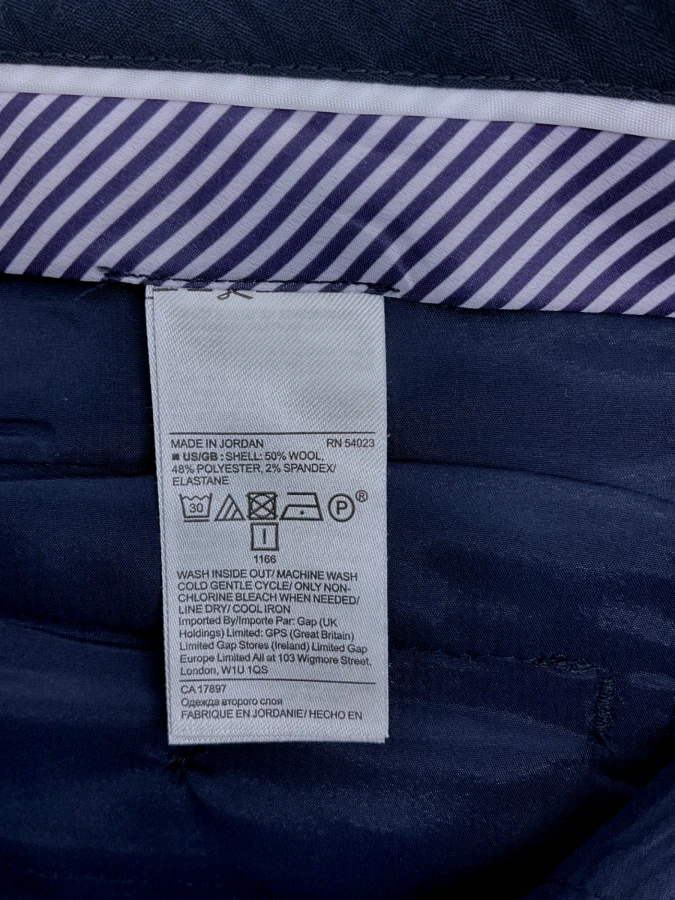 MADE IN JORDAN RN 54023
■ US/GB : SHELL: 50% WOOL,
48% POLYESTER, 2% SPANDEX/
ELASTANE
30 P ®
1166
WASH INSIDE OUT/ MACHINE WASH
COLD GENTLE CYCLE/ ONLY NON-
CHLORINE BLEACH WHEN NEEDED/
LINE DRY/ COOL IRON
Imported By/Importe Par: Gap (UK
Holdings) Limited: GPS (Great Britain)
Limited Gap Stores (Ireland) Limited Gap
Europe Limited All at 103 Wigmore Street,
London, W1U 1QS
CA 17897
Одежда второго слоя
FABRIQUE EN JORDANIE/ HECHO EN